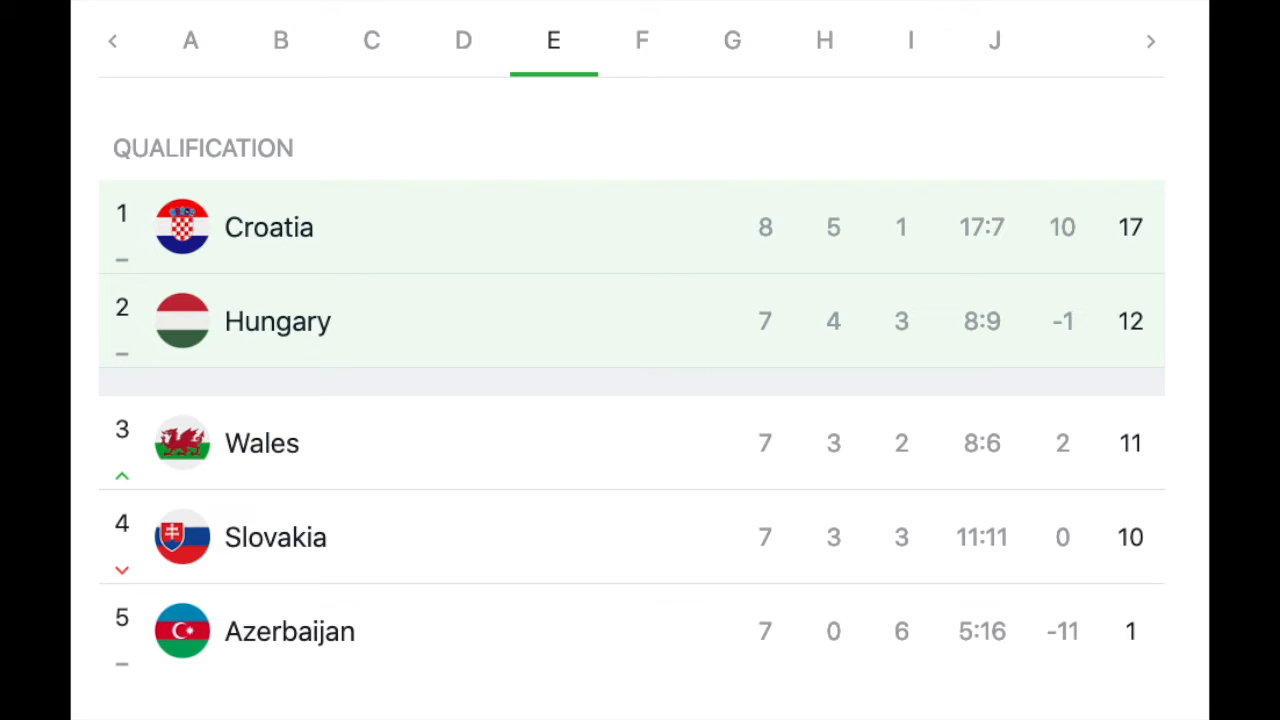 < A B C D E F G H I J >
QUALIFICATION
1 Croatia 8 5 1 17:7 10 17
2 Hungary 7 4 3 8:9 -1 12
3 Wales 7 3 2 8:6 2 11
4 Slovakia 7 3 3 11:11 0 10
5 Azerbaijan 7 0 6 5:16 -11 1